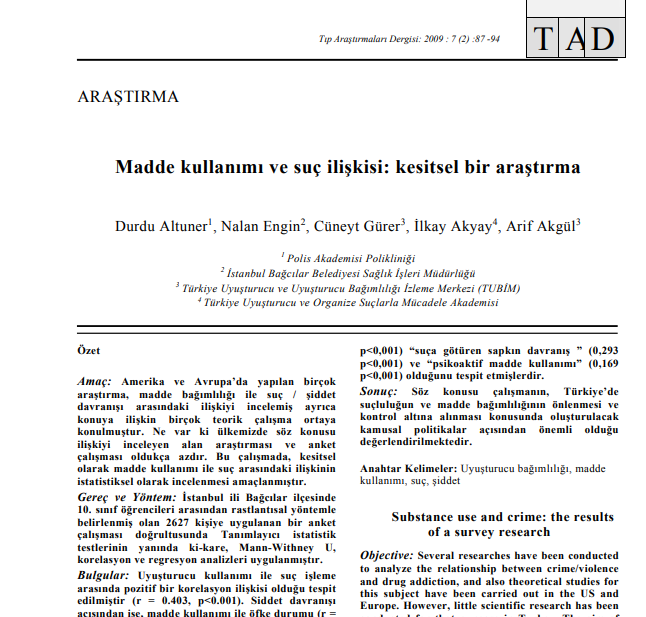 Tıp Araştırmaları Dergisi: 2009 : 7 (2) :87 -94
T A D
ARAŞTIRMA
Madde kullanımı ve suç ilişkisi: kesitsel bir araştırma
Durdu Altuner1, Nalan Engin2, Cüneyt Gürer3, İlkay Akyay4, Arif Akgül3
1 Polis Akademisi Polikliniği
2 İstanbul Bağcılar Belediyesi Sağlık İşleri Müdürlüğü
3 Türkiye Uyuşturucu ve Uyuşturucu Bağımlılığı İzleme Merkezi (TUBİM)
4 Türkiye Uyuşturucu ve Organize Suçlarla Mücadele Akademisi
Özet
Amaç: Amerika ve Avrupa’da yapılan birçok
araştırma, madde bağımlılığı ile suç / şiddet
davranışı arasındaki ilişkiyi incelemiş ayrıca
konuya ilişkin birçok teorik çalışma ortaya
konulmuştur. Ne var ki ülkemizde söz konusu
ilişkiyi inceleyen alan araştırması ve anket
çalışması oldukça azdır. Bu çalışmada, kesitsel
olarak madde kullanımı ile suç arasındaki ilişkinin
istatistiksel olarak incelenmesi amaçlanmıştır.
Gereç ve Yöntem: İstanbul ili Bağcılar ilçesinde
10. sınıf öğrencileri arasından rastlantısal yöntemle
belirlenmiş olan 2627 kişiye uygulanan bir anket
çalışması doğrultusunda Tanımlayıcı istatistik
testlerinin yanında ki-kare, Mann-Withney U,
korelasyon ve regresyon analizleri uygulanmıştır.
Bulgular: Uyuşturucu kullanımı ile suç işleme
arasında pozitif bir korelasyon ilişkisi olduğu tespit
edilmiştir (r = 0.403, p<0.001). Şiddet davranışı
açısından ise, madde kullanımı ile öfke durumu (r =
p<0,001) “suça götüren sapkın davranış ” (0,293
p<0,001) ve “psikoaktif madde kullanımı” (0,169
p<0,001) olduğunu tespit etmişlerdir.
Sonuç: Söz konusu çalışmanın, Türkiye’de
suçluluğun ve madde bağımlılığının önlenmesi ve
kontrol altına alınması konusunda oluşturulacak
kamusal politikalar açısından önemli olduğu
değerlendirilmektedir.
Anahtar Kelimeler: Uyuşturucu bağımlılığı, madde
kullanımı, suç, şiddet
Substance use and crime: the results
of a survey research
Objective: Several researches have been conducted
to analyze the relationship between crime/violence
and drug addiction, and also theoretical studies for
this subject have been carried out in the US and
Europe. However, little scientific research has been